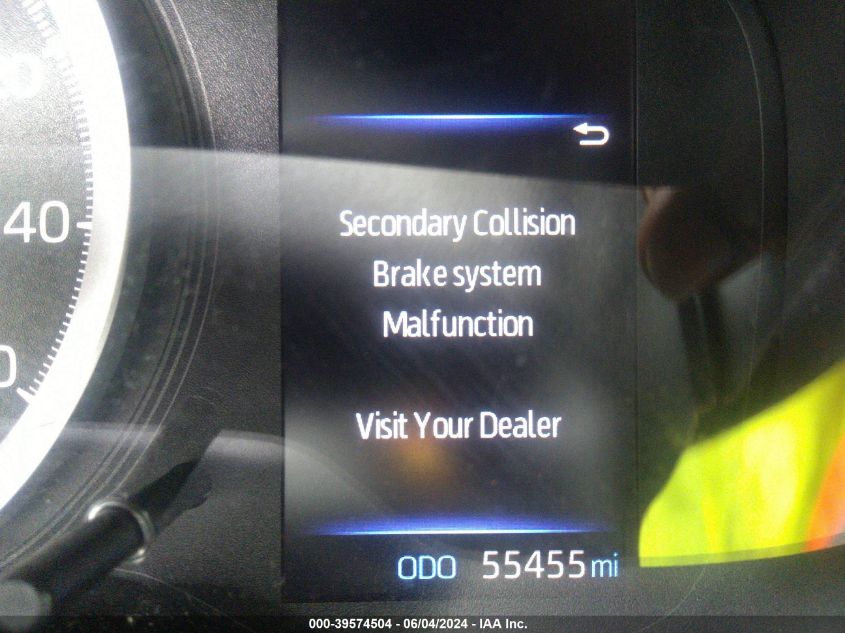 40
0
Secondary Collision
Brake system
Malfunction
Visit Your Dealer
ODO 55455 mi
000-39574504 - 06/04/2024 - IAA Inc.